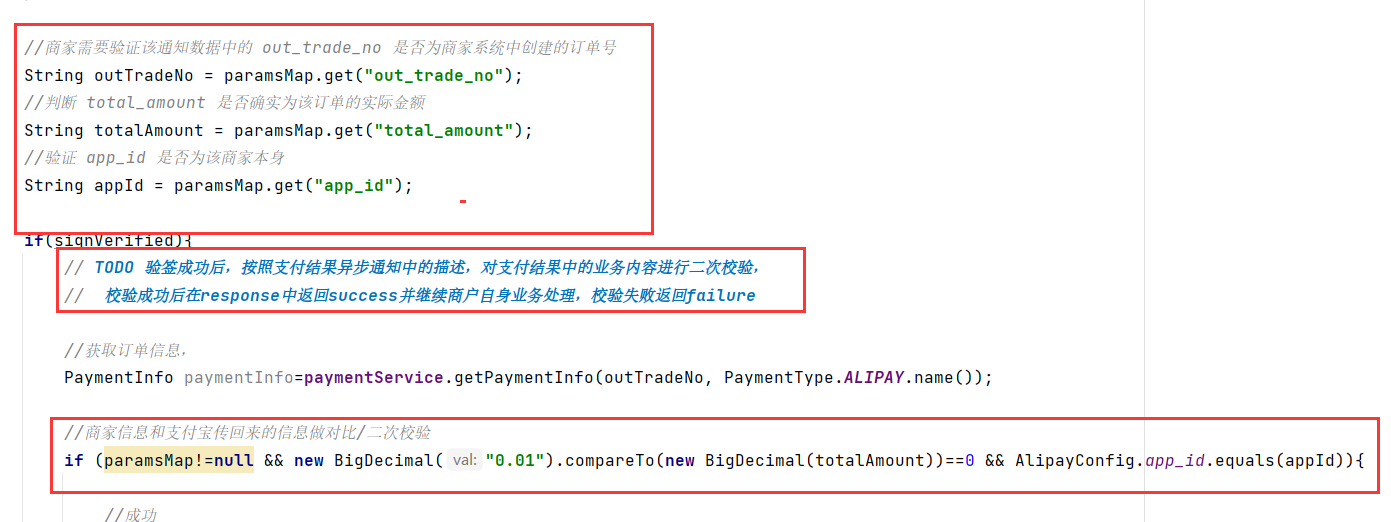 //商家需要验证该通知数据中的 out_trade_no 是否为商家系统中创建的订单号
String outTradeNo = paramsMap.get("out_trade_no");
//判断 total_amount 是否确实为该订单的实际金额
String totalAmount = paramsMap.get("total_amount");
//验证 app_id 是否为该商家本身
String appId = paramsMap.get("app_id");
if(signVerified){
// TODO 验签成功后，按照支付结果异步通知中的描述，对支付结果中的业务内容进行二次校验，
// 校验成功后在response中返回success并继续商户自身业务处理，校验失败返回failure
//获取订单信息，
PaymentInfo paymentInfo=paymentService.getPaymentInfo(outTradeNo, PaymentType.ALIPAY.name());
//商家信息和支付宝传回来的信息做对比/二次校验
if (paramsMap!=null && new BigDecimal( val: "0.01").compareTo(new BigDecimal(totalAmount))==0 && AlipayConfig.app_id.equals(appId)){
//成功